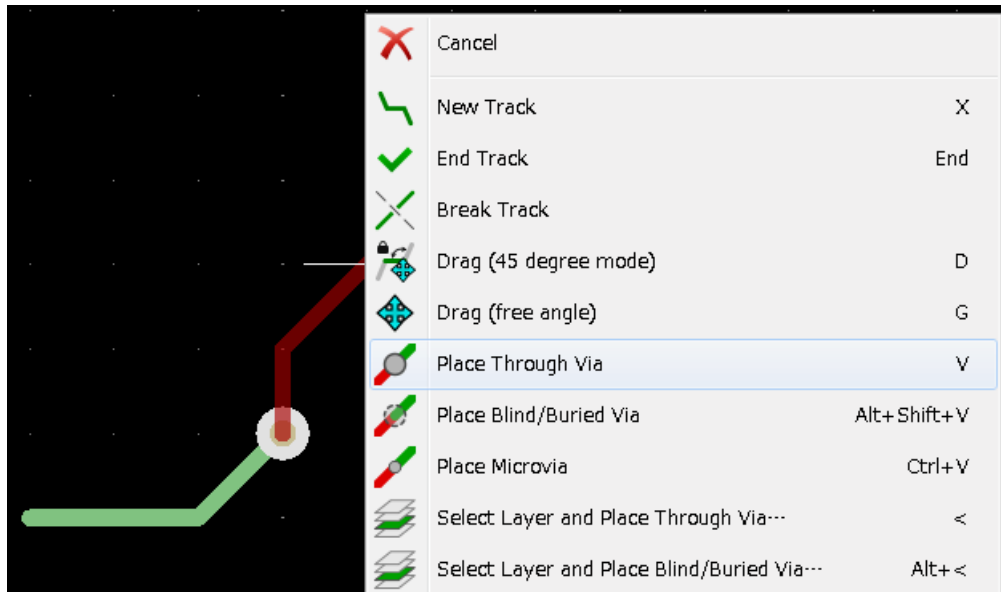 Cancel
New Track X
End Track End
Break Track
Drag (45 degree mode) D
Drag (free angle) G
Place Through Via V
Place Blind/Buried Via Alt+Shift+V
Place Microvia Ctrl+V
Select Layer and Place Through Via... <
Select Layer and Place Blind/Buried Via... Alt+<